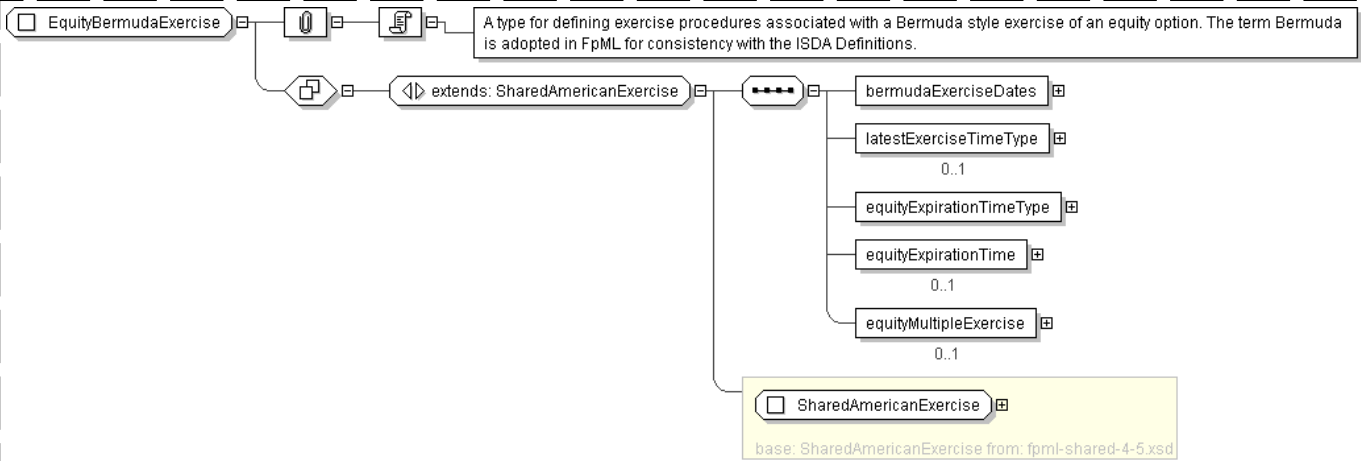 EquityBermudaExercise
A type for defining exercise procedures associated with a Bermuda style exercise of an equity option. The term Bermuda
is adopted in FpML for consistency with the ISDA Definitions.
extends: SharedAmericanExercise
bermudaExerciseDates
latestExerciseTimeType
0..1
equityExpirationTimeType
equityExpirationTime
0..1
equityMultipleExercise
0..1
SharedAmericanExercise
base: SharedAmericanExercise from: fpml-shared-4-5.xsd